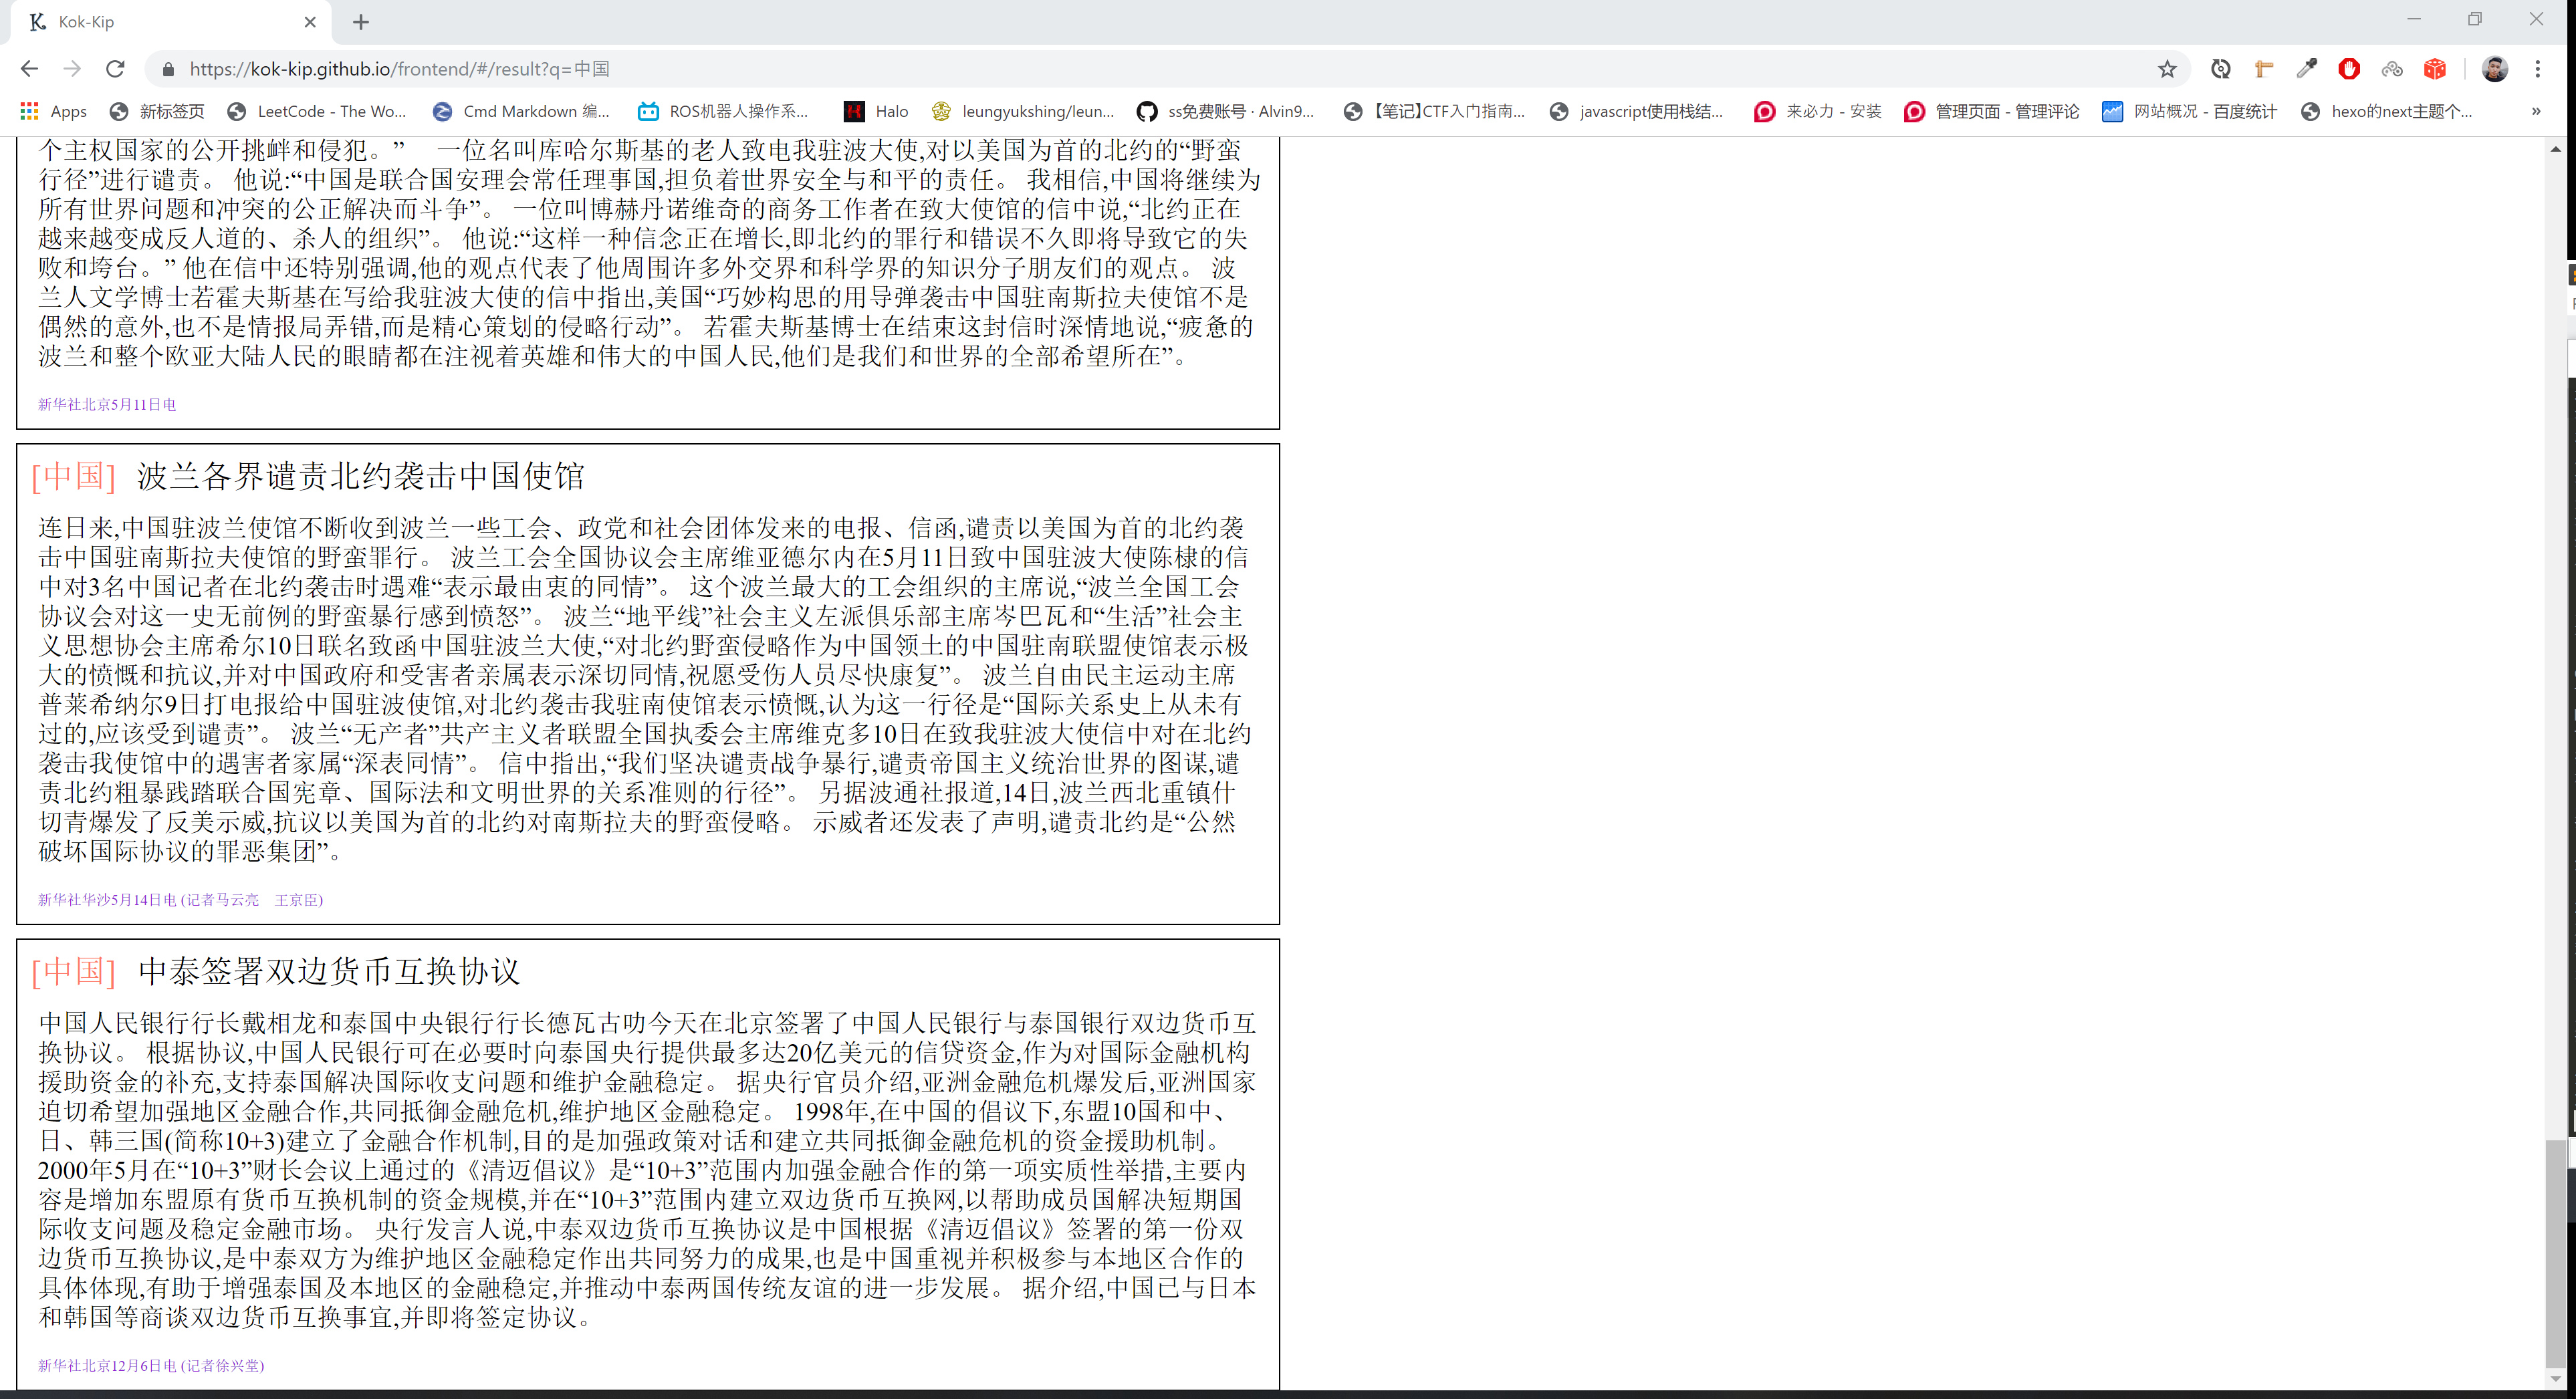 Kok-Kip
https://kok-kip.github.io/frontend/#/result?q=中国
Apps 新标签页 LeetCode - The Wo... Cmd Markdown 编... ROS机器人操作系... Halo leungyukshing/leun... ss免费账号 · Alvin9... 【笔记】CTF入门指南... javascript使用栈结... 来必力 - 安装 管理页面 - 管理评论 网站概况 - 百度统计 hexo的next主题个... »
个主权国家的公开挑衅和侵犯。” 一位名叫库哈尔斯基的老人致电我驻波大使,对以美国为首的北约的“野蛮
行径”进行谴责。 他说:“中国是联合国安理会常任理事国,担负着世界安全与和平的责任。 我相信,中国将继续为
所有世界问题和冲突的公正解决而斗争”。 一位叫博赫丹诺维奇的商务工作者在致大使馆的信中说,“北约正在
越来越变成反人道的、杀人的组织”。 他说:“这样一种信念正在增长,即北约的罪行和错误不久即将导致它的失
败和垮台。” 他在信中还特别强调,他的观点代表了他周围许多外交界和科学界的知识分子朋友们的观点。 波
兰人文学博士若霍夫斯基在写给我驻波大使的信中指出,美国“巧妙构思的用导弹袭击中国驻南斯拉夫使馆不是
偶然的意外,也不是情报局弄错,而是精心策划的侵略行动”。 若霍夫斯基博士在结束这封信时深情地说,“疲惫的
波兰和整个欧亚大陆人民的眼睛都在注视着英雄和伟大的中国人民,他们是我们和世界的全部希望所在”。
新华社北京5月11日电
[中国] 波兰各界谴责北约袭击中国使馆
连日来,中国驻波兰使馆不断收到波兰一些工会、政党和社会团体发来的电报、信函,谴责以美国为首的北约袭
击中国驻南斯拉夫使馆的野蛮罪行。 波兰工会全国协议会主席维亚德尔内在5月11日致中国驻波大使陈棣的信
中对3名中国记者在北约袭击时遇难“表示最由衷的同情”。 这个波兰最大的工会组织的主席说,“波兰全国工会
协议会对这一史无前例的野蛮暴行感到愤怒”。 波兰“地平线”社会主义左派俱乐部主席岑巴瓦和“生活”社会主
义思想协会主席希尔10日联名致函中国驻波兰大使,“对北约野蛮侵略作为中国领土的中国驻南联盟使馆表示极
大的愤慨和抗议,并对中国政府和受害者亲属表示深切同情,祝愿受伤人员尽快康复”。 波兰自由民主运动主席
普莱希纳尔9日打电报给中国驻波使馆,对北约袭击我驻南使馆表示愤慨,认为这一行径是“国际关系史上从未有
过的,应该受到谴责”。 波兰“无产者”共产主义者联盟全国执委会主席维克多10日在致我驻波大使信中对在北约
袭击我使馆中的遇害者家属“深表同情”。 信中指出,“我们坚决谴责战争暴行,谴责帝国主义统治世界的图谋,谴
责北约粗暴践踏联合国宪章、国际法和文明世界的关系准则的行径”。 另据波通社报道,14日,波兰西北重镇什
切青爆发了反美示威,抗议以美国为首的北约对南斯拉夫的野蛮侵略。 示威者还发表了声明,谴责北约是“公然
破坏国际协议的罪恶集团”。
新华社华沙5月14日电 (记者马云亮 王京臣)
[中国] 中泰签署双边货币互换协议
中国人民银行行长戴相龙和泰国中央银行行长德瓦古叻今天在北京签署了中国人民银行与泰国银行双边货币互
换协议。 根据协议,中国人民银行可在必要时向泰国央行提供最多达20亿美元的信贷资金,作为对国际金融机构
援助资金的补充,支持泰国解决国际收支问题和维护金融稳定。 据央行官员介绍,亚洲金融危机爆发后,亚洲国家
迫切希望加强地区金融合作,共同抵御金融危机,维护地区金融稳定。 1998年,在中国的倡议下,东盟10国和中、
日、韩三国(简称10+3)建立了金融合作机制,目的是加强政策对话和建立共同抵御金融危机的资金援助机制。
2000年5月在“10+3”财长会议上通过的《清迈倡议》是“10+3”范围内加强金融合作的第一项实质性举措,主要内
容是增加东盟原有货币互换机制的资金规模,并在“10+3”范围内建立双边货币互换网,以帮助成员国解决短期国
际收支问题及稳定金融市场。 央行发言人说,中泰双边货币互换协议是中国根据《清迈倡议》签署的第一份双
边货币互换协议,是中泰双方为维护地区金融稳定作出共同努力的成果,也是中国重视并积极参与本地区合作的
具体体现,有助于增强泰国及本地区的金融稳定,并推动中泰两国传统友谊的进一步发展。 据介绍,中国已与日本
和韩国等商谈双边货币互换事宜,并即将签定协议。
新华社北京12月6日电 (记者徐兴堂)